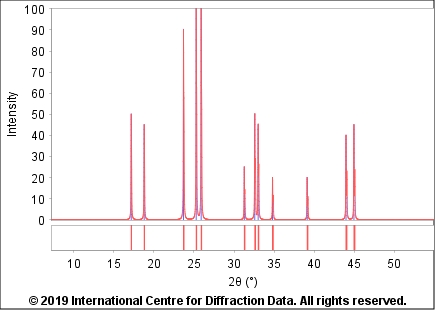 100
90
80
70
60
50
40
30
20
10
0
Intensity
10 15 20 25 30 35 40 45 50
2θ (°)
© 2019 International Centre for Diffraction Data. All rights reserved.